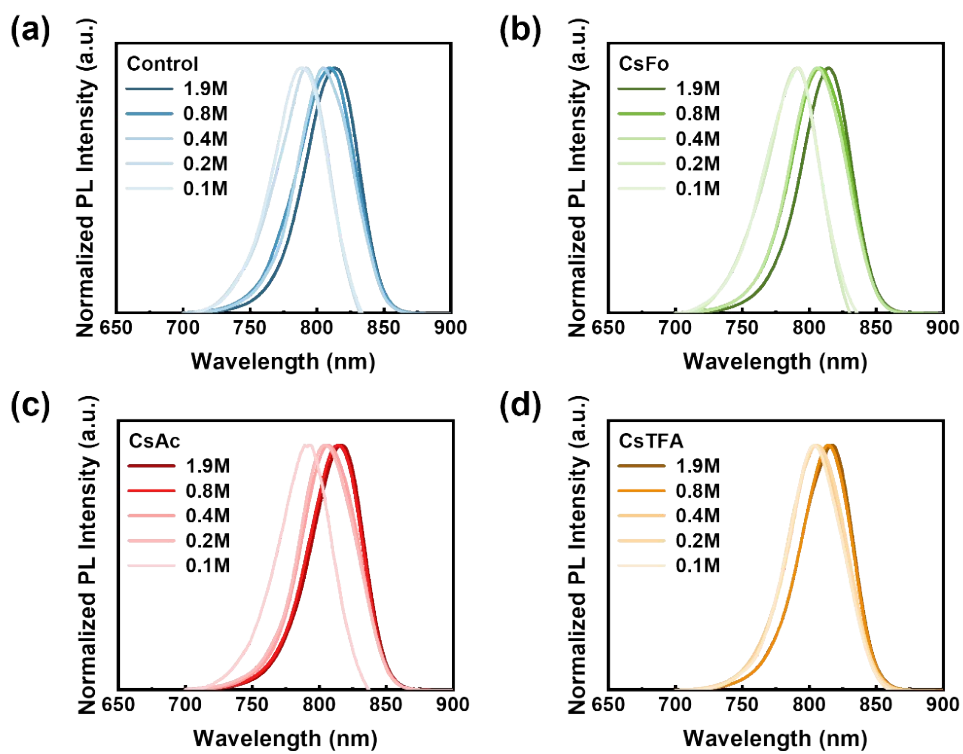 (a)
Normalized PL Intensity (a.u.)
Control
1.9M
0.8M
0.4M
0.2M
0.1M
650 700 750 800 850 900
Wavelength (nm)
(b)
Normalized PL Intensity (a.u.)
CsFo
1.9M
0.8M
0.4M
0.2M
0.1M
650 700 750 800 850 900
Wavelength (nm)
(c)
Normalized PL Intensity (a.u.)
CsAc
1.9M
0.8M
0.4M
0.2M
0.1M
650 700 750 800 850 900
Wavelength (nm)
(d)
Normalized PL Intensity (a.u.)
CsTFA
1.9M
0.8M
0.4M
0.2M
0.1M
650 700 750 800 850 900
Wavelength (nm)